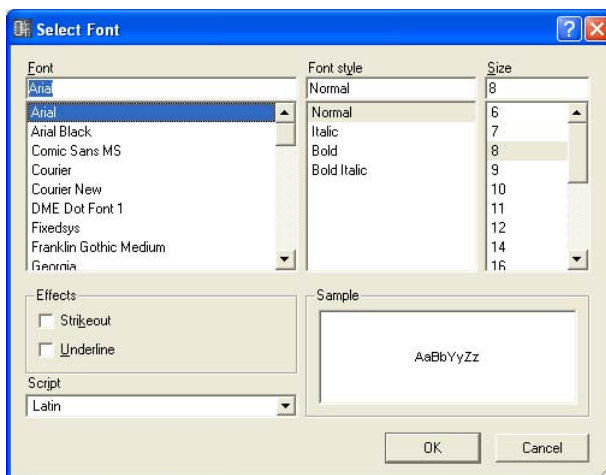 Select Font
Font
Font style
Size
Arial
Normal
8
Arial
Arial Black
Comic Sans MS
Courier
Courier New
DME Dot Font 1
Fixedsys
Franklin Gothic Medium
Georgia
Normal
Italic
Bold
Bold Italic
6
7
8
9
10
11
12
14
16
Effects
Strikeout
Underline
Sample
AaBbYyZz
Script
Latin
OK
Cancel